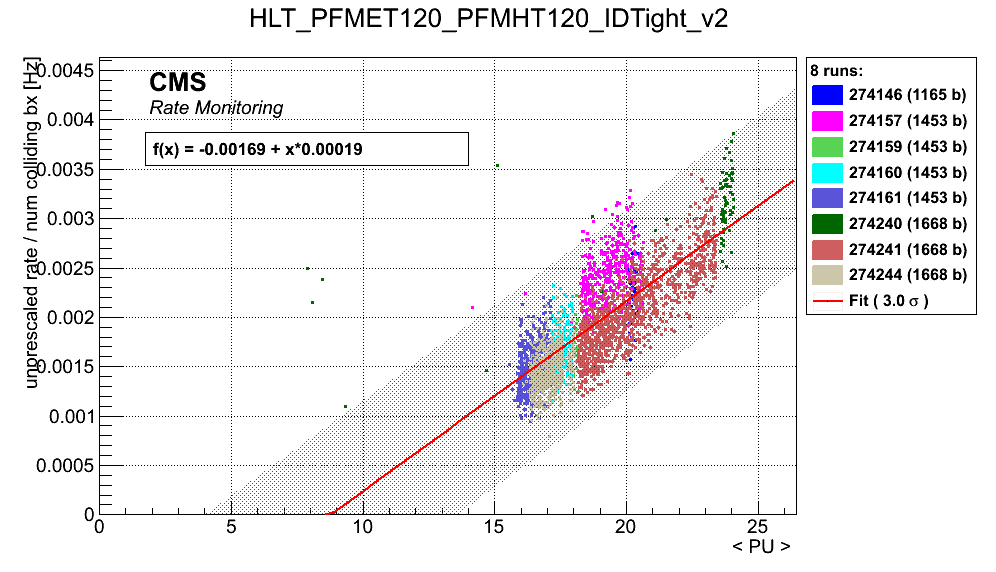 HLT_PFMET120_PFMHT120_IDTight_v2
unprescaled rate / num colliding bx [Hz]
0.0045
0.004
0.0035
0.003
0.0025
0.002
0.0015
0.001
0.0005
0
CMS
Rate Monitoring
f(x) = -0.00169 + x*0.00019
0 5 10 15 20 25
< PU >
8 runs:
274146 (1165 b)
274157 (1453 b)
274159 (1453 b)
274160 (1453 b)
274161 (1453 b)
274240 (1668 b)
274241 (1668 b)
274244 (1668 b)
Fit ( 3.0 σ )